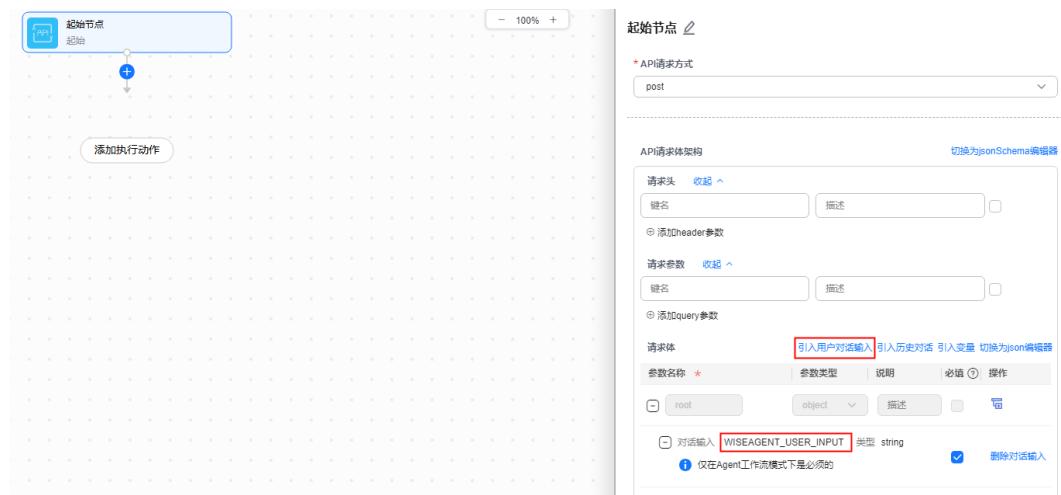 API
起始节点
起始
− 100% +
添加执行动作
起始节点
* API请求方式
post
API请求体架构 切换为jsonSchema编辑器
请求头 收起
键名 描述
添加header参数
请求参数 收起
键名 描述
添加query参数
请求体 引入用户对话输入 引入历史对话 引入变量 切换为json编辑器
参数名称 * 参数类型 说明 必填 ? 操作
root object 描述
对话输入 WISEAGENT_USER_INPUT 类型 string
仅在Agent工作流模式下是必须的 删除对话输入